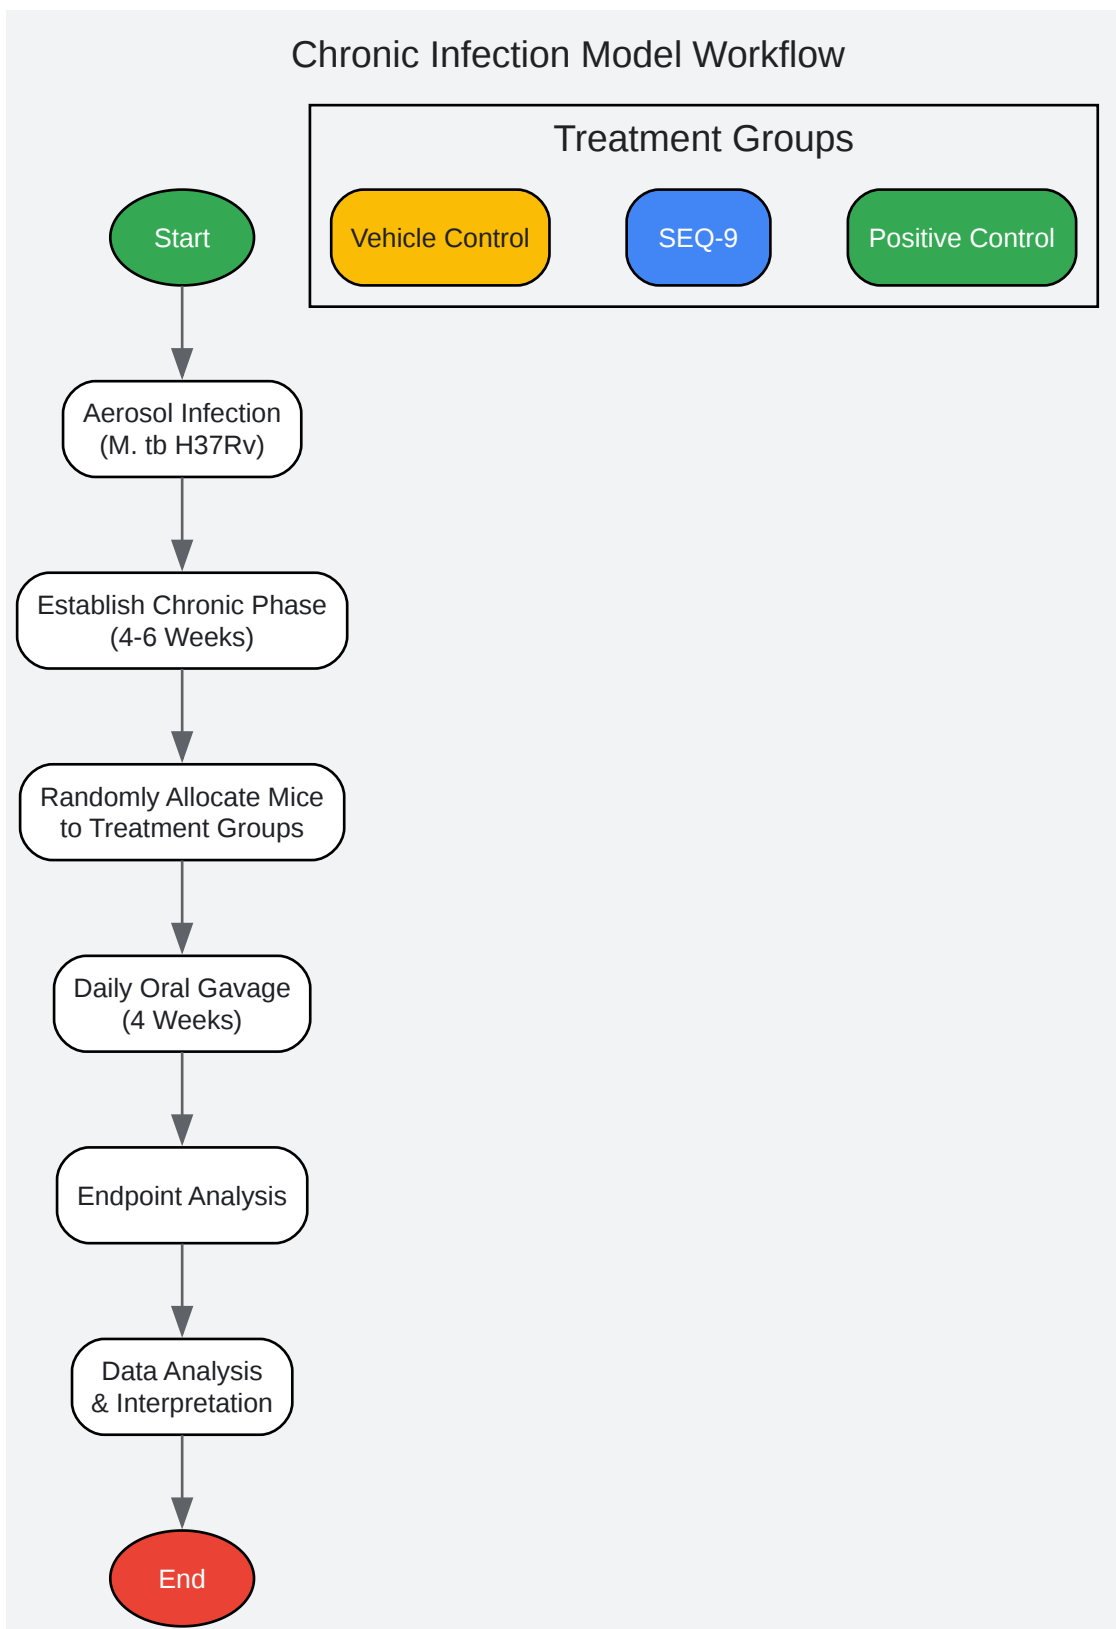 Chronic Infection Model Workflow
Treatment Groups
Vehicle Control
SEQ-9
Positive Control
Start
Aerosol Infection
(M. tb H37Rv)
Establish Chronic Phase
(4-6 Weeks)
Randomly Allocate Mice
to Treatment Groups
Daily Oral Gavage
(4 Weeks)
Endpoint Analysis
Data Analysis
& Interpretation
End